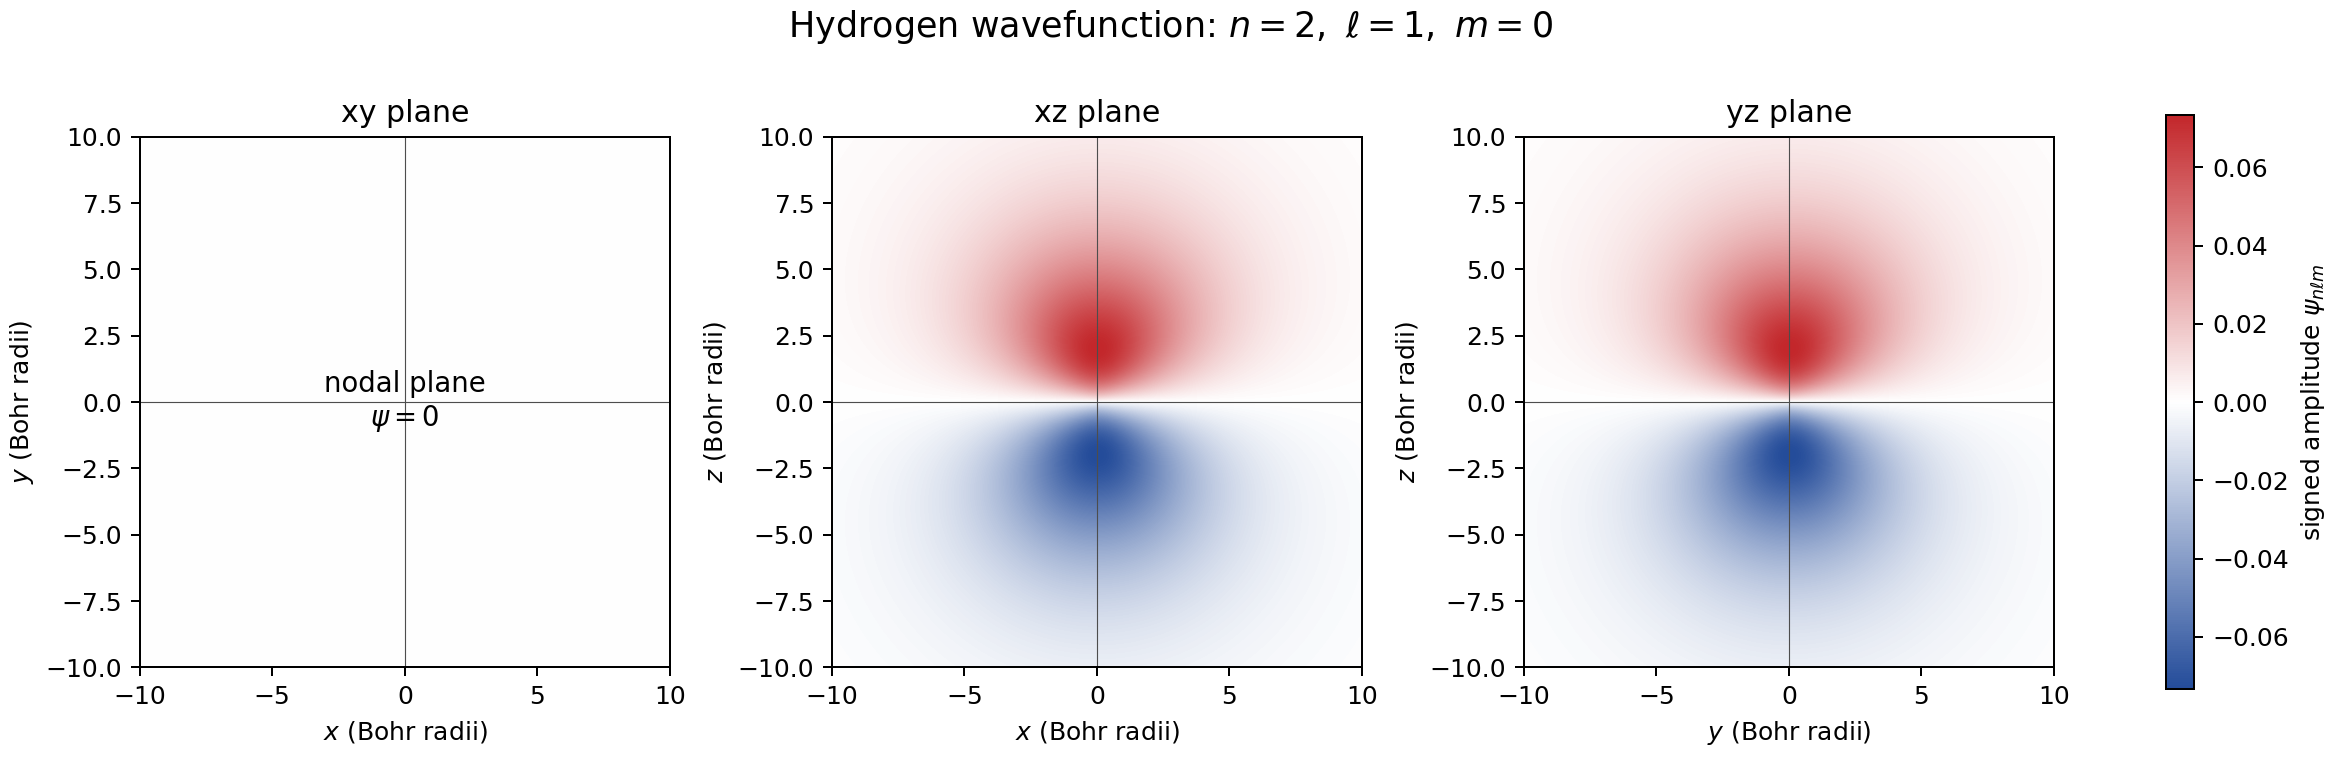 Hydrogen wavefunction: n = 2, ℓ = 1, m = 0
xy plane
10.0
7.5
5.0
2.5
0.0
−2.5
−5.0
−7.5
−10.0
y (Bohr radii)
nodal plane
ψ = 0
−10 −5 0 5 10
x (Bohr radii)
xz plane
10.0
7.5
5.0
2.5
0.0
−2.5
−5.0
−7.5
−10.0
z (Bohr radii)
−10 −5 0 5 10
x (Bohr radii)
yz plane
10.0
7.5
5.0
2.5
0.0
−2.5
−5.0
−7.5
−10.0
z (Bohr radii)
−10 −5 0 5 10
y (Bohr radii)
0.06
0.04
0.02
0.00
−0.02
−0.04
−0.06
signed amplitude ψnℓm